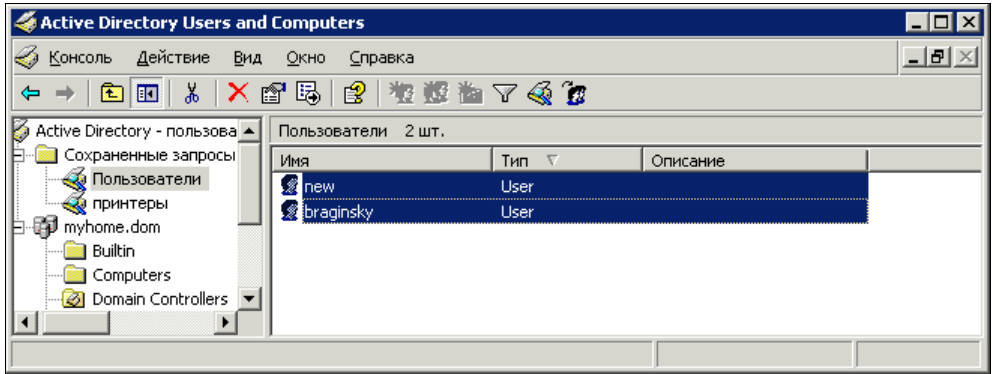 Active Directory Users and Computers
Консоль Действие Вид Окно Справка
Active Directory - пользова
Сохраненные запросы
Пользователи
принтеры
myhome.dom
Builtin
Computers
Domain Controllers
Пользователи 2 шт.
Имя Тип Описание
new User
braginsky User